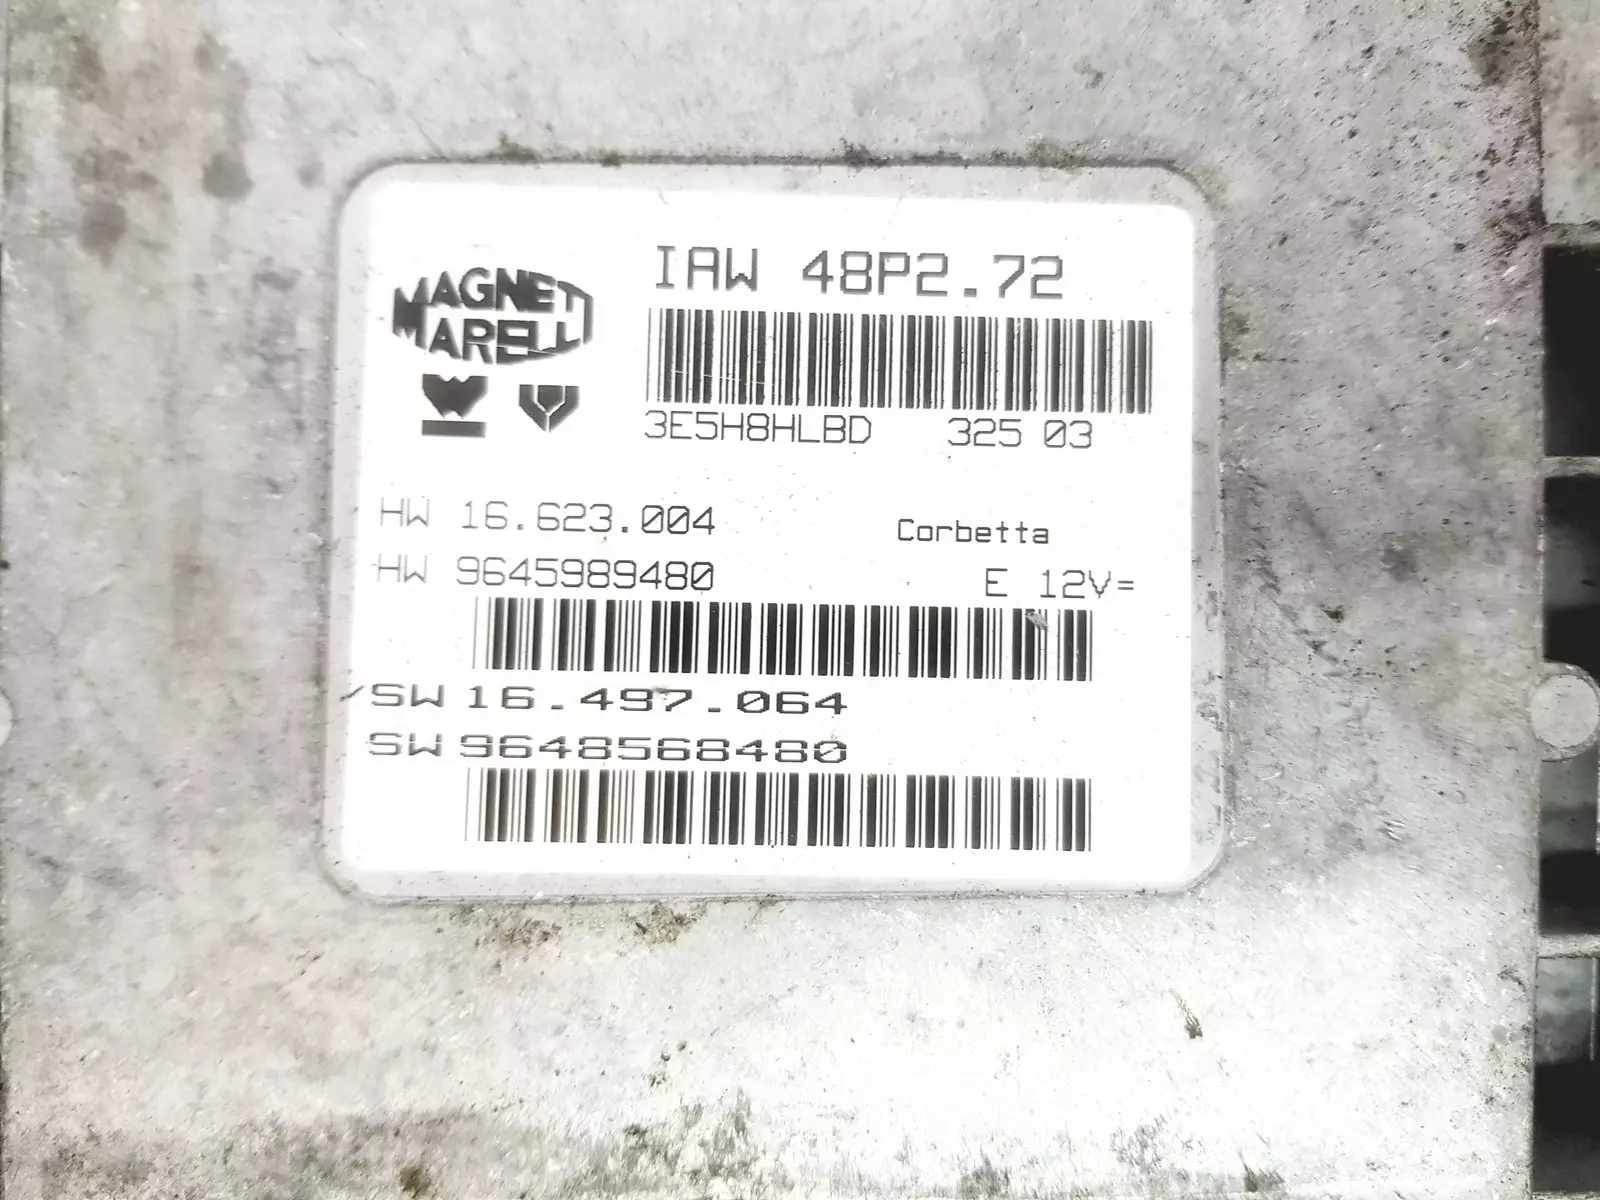 IAW 48P2.72
MAGNETI
MARELLI
3E5H8HLBD 325 03
HW 16.623.004
Corbetta
HW 9645989480
E 12V=
SW 16.497.064
SW 9648568480